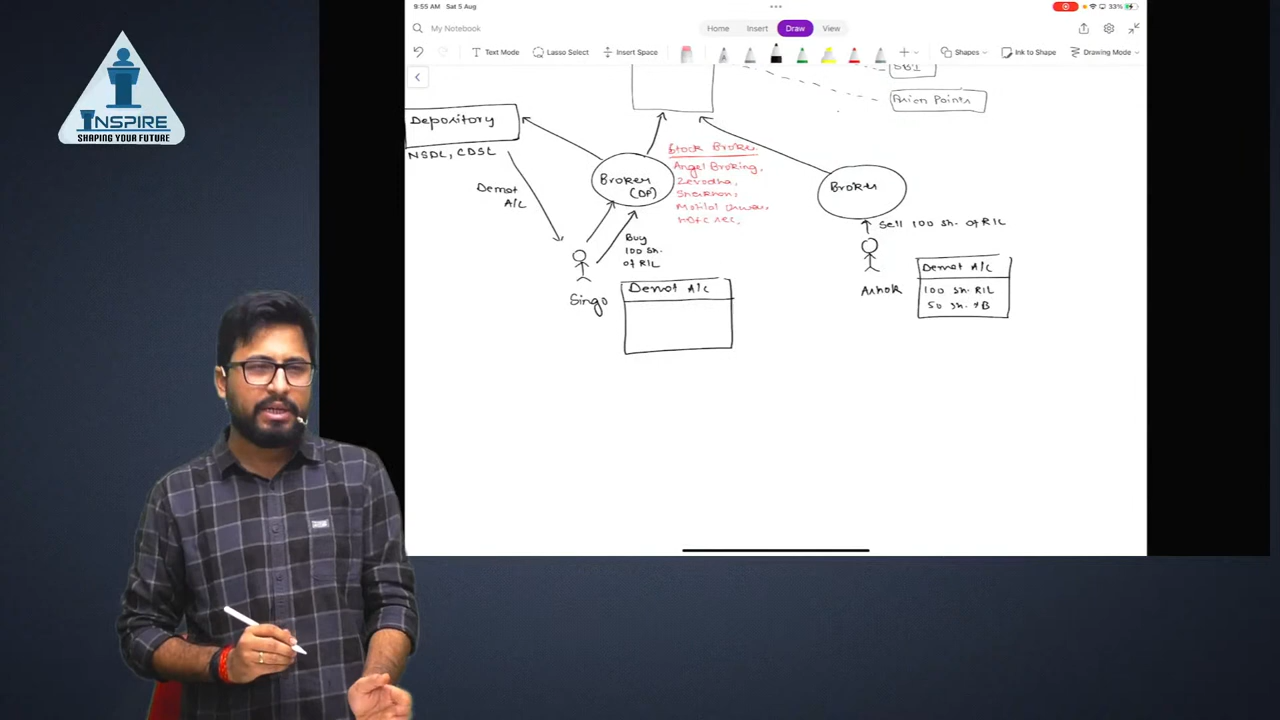 9:55 AM Sat 5 Aug
33%
My Notebook
Home Insert Draw View
Text Mode Lasso Select Insert Space Shapes Ink to Shape Drawing Mode
INSPIRE
SHAPING YOUR FUTURE
SBI
Asian Points
Depository
NSDL, CDSL
Demat
A/C
Broker
(DP)
Stock Broker
Angel Broking,
Zerodha,
Sharekhan,
Motilal
HDFC sec,
Broker
Buy
100 Sh.
of RIL
Sell 100 Sh. of RIL
Singo
Demat A/C
Ashok
Demat A/C
100 Sh. RIL
50 Sh.